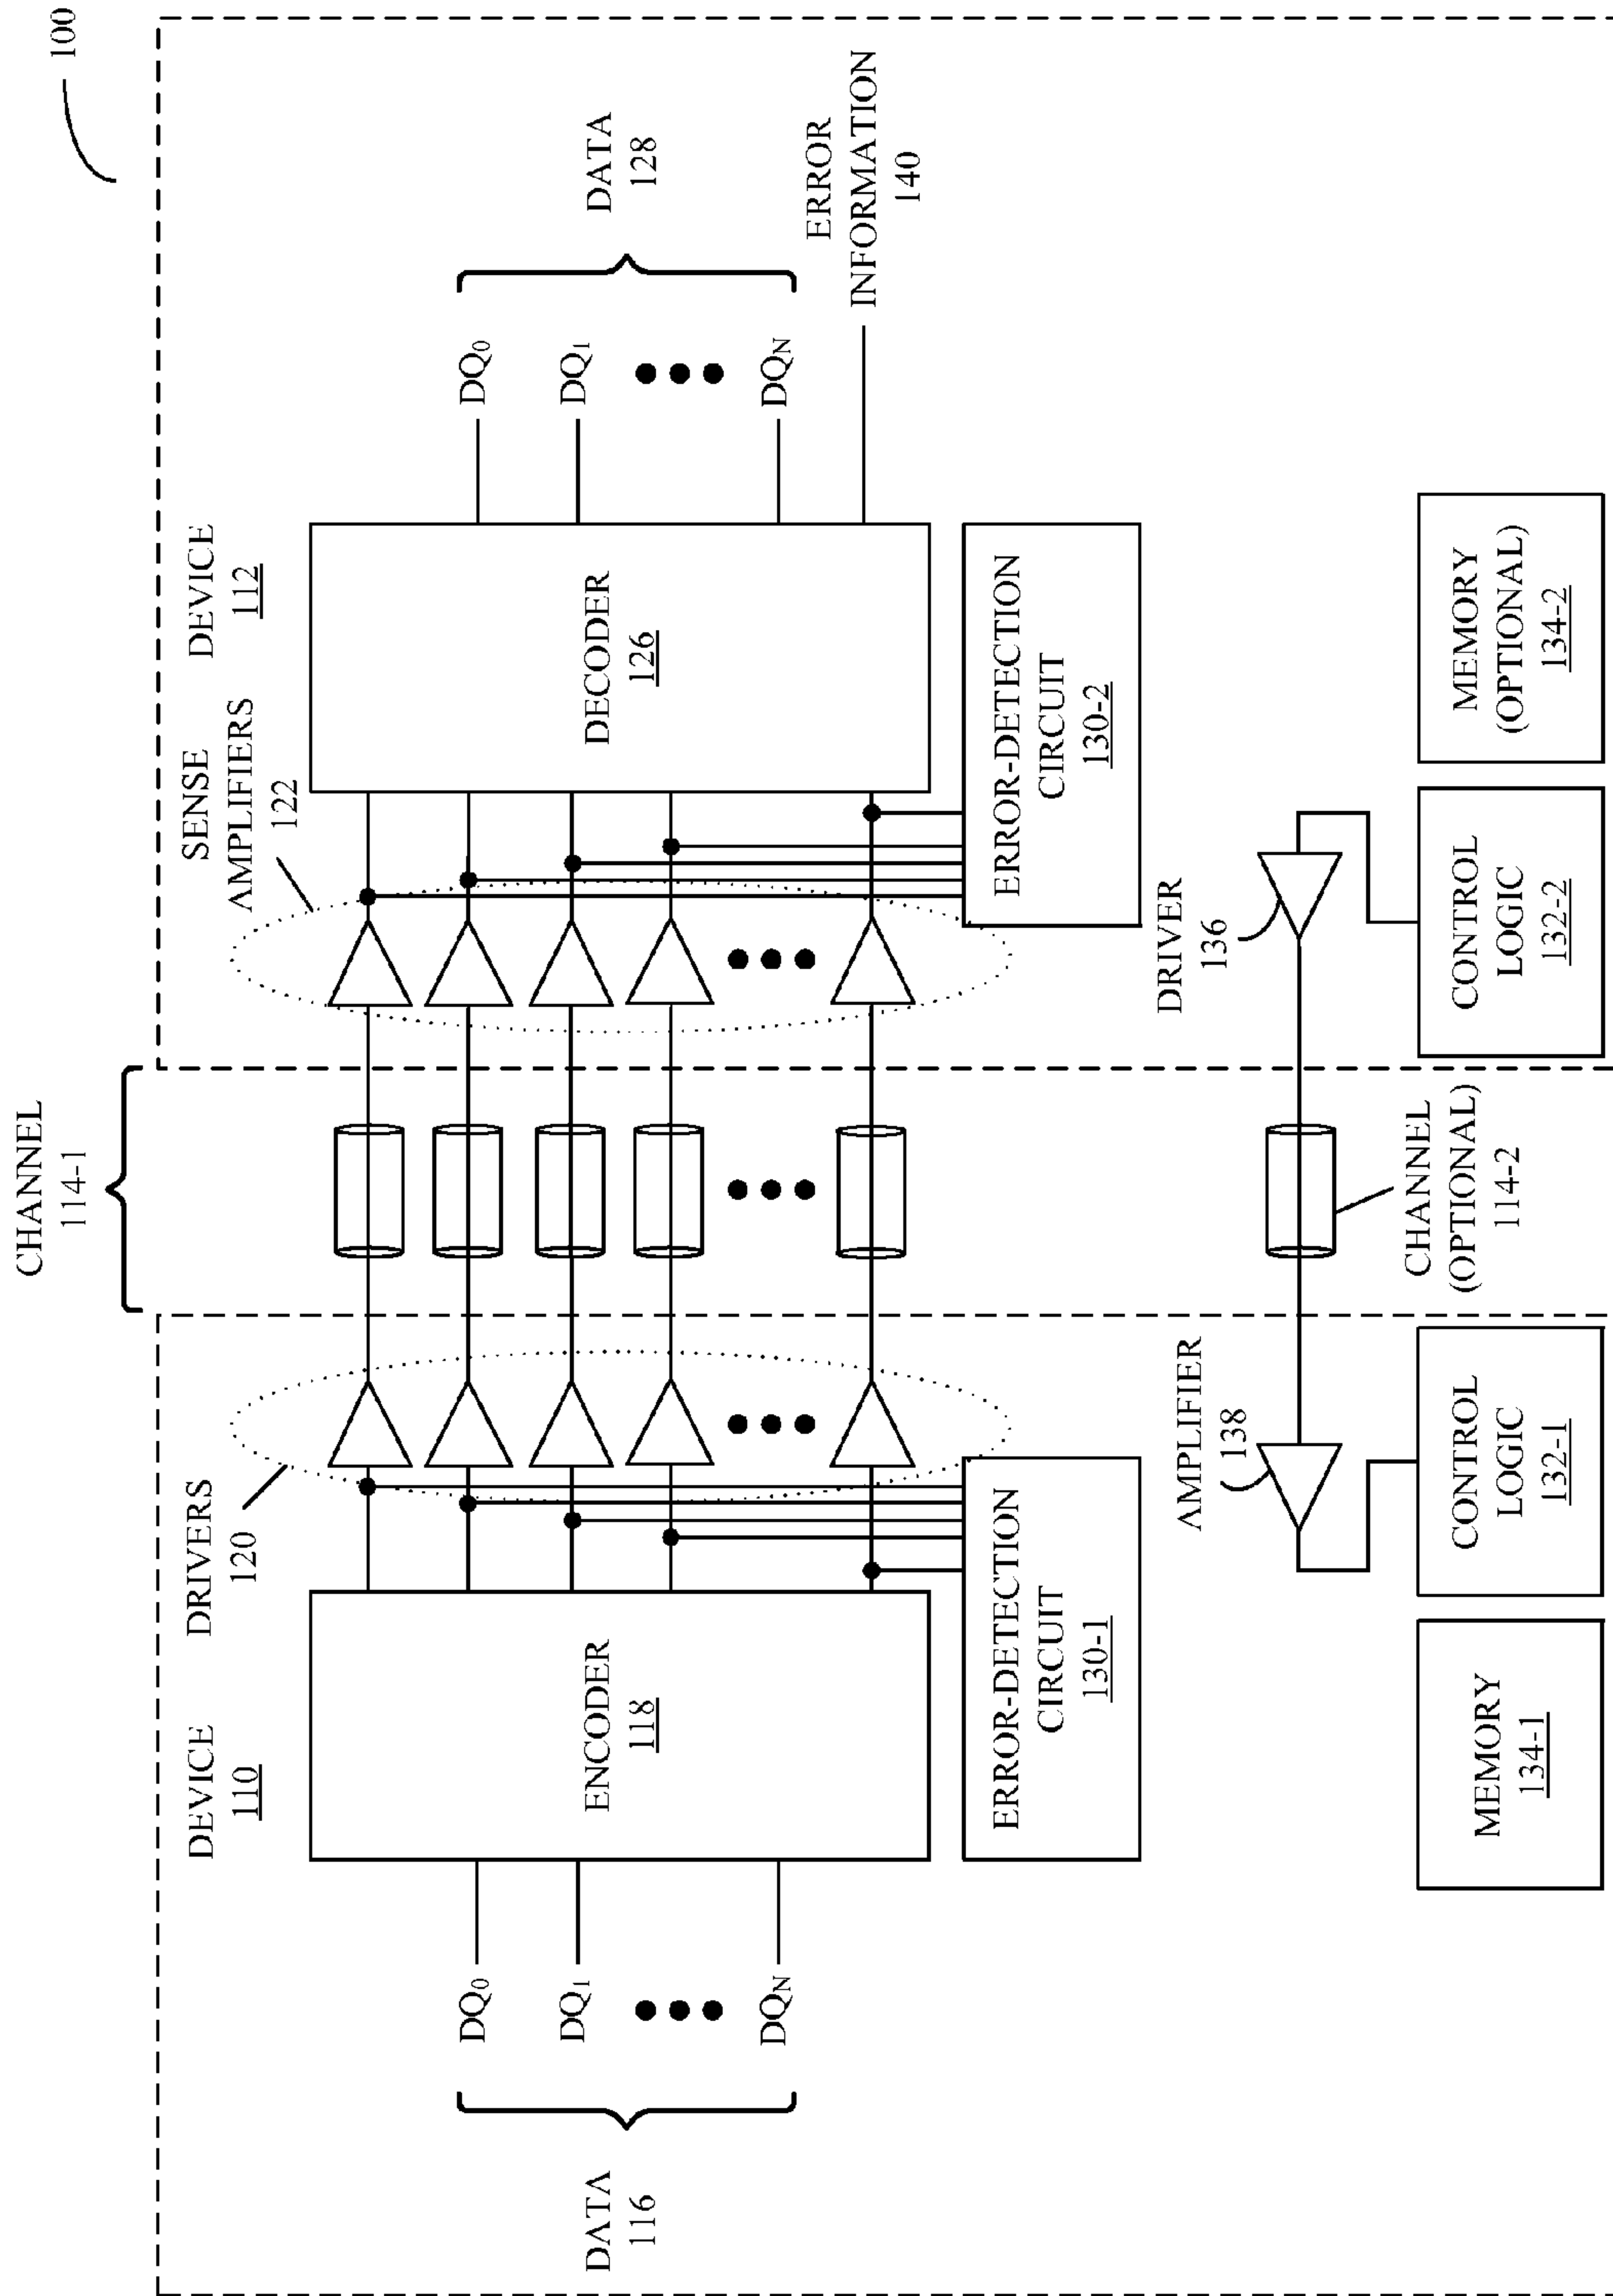 100
CHANNEL
114-1
DEVICE
110
DRIVERS
120
SENSE
AMPLIFIERS
122
DEVICE
112
DATA
116
DQ0
DQ1
DQN
ENCODER
118
DECODER
126
DQ0
DQ1
DQN
DATA
128
ERROR
INFORMATION
140
ERROR-DETECTION
CIRCUIT
130-1
ERROR-DETECTION
CIRCUIT
130-2
AMPLIFIER
138
DRIVER
136
MEMORY
134-1
CONTROL
LOGIC
132-1
CHANNEL
(OPTIONAL)
114-2
CONTROL
LOGIC
132-2
MEMORY
(OPTIONAL)
134-2